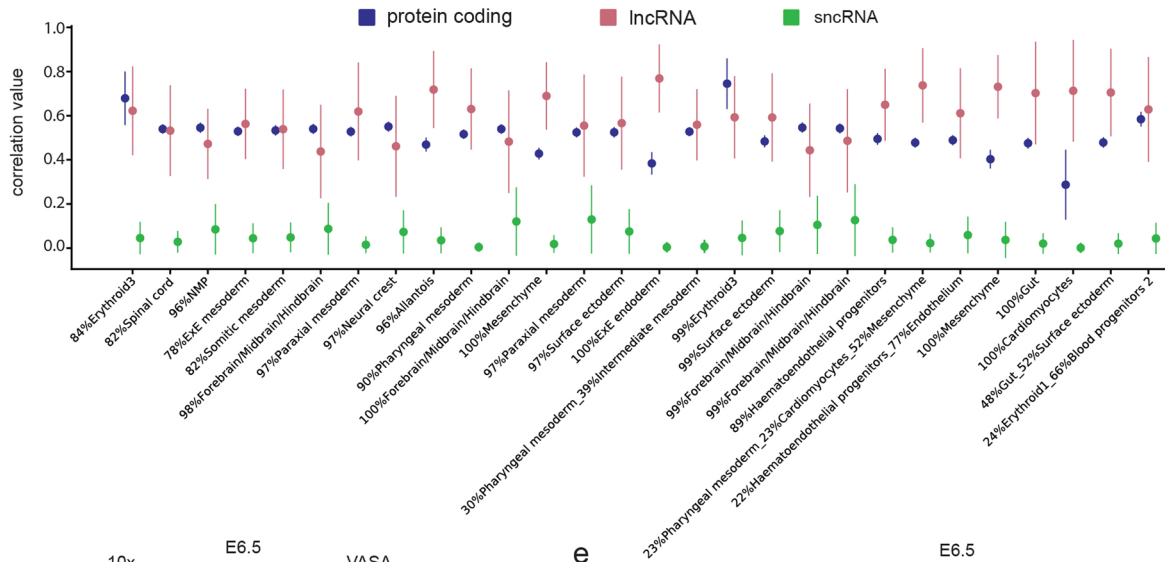 protein coding
lncRNA
sncRNA
correlation value
1.0
0.8
0.6
0.4
0.2
0.0
84%Erythroid3
82%Spinal cord
96%NMP
78%ExE mesoderm
82%Somitic mesoderm
98%Forebrain/Midbrain/Hindbrain
97%Paraxial mesoderm
97%Neural crest
96%Allantois
90%Pharyngeal mesoderm
100%Forebrain/Midbrain/Hindbrain
100%Mesenchyme
97%Paraxial mesoderm
97%Surface ectoderm
100%ExE endoderm
30%Pharyngeal mesoderm_39%Intermediate mesoderm
99%Erythroid3
99%Surface ectoderm
99%Forebrain/Midbrain/Hindbrain
99%Forebrain/Midbrain/Hindbrain
89%Haematoendothelial progenitors
23%Pharyngeal mesoderm_23%Cardiomyocytes_52%Mesenchyme
22%Haematoendothelial progenitors_77%Endothelium
100%Mesenchyme
100%Gut
100%Cardiomyocytes
48%Gut_52%Surface ectoderm
24%Erythroid1_66%Blood progenitors 2
E6.5
e
E6.5
10x
VASA